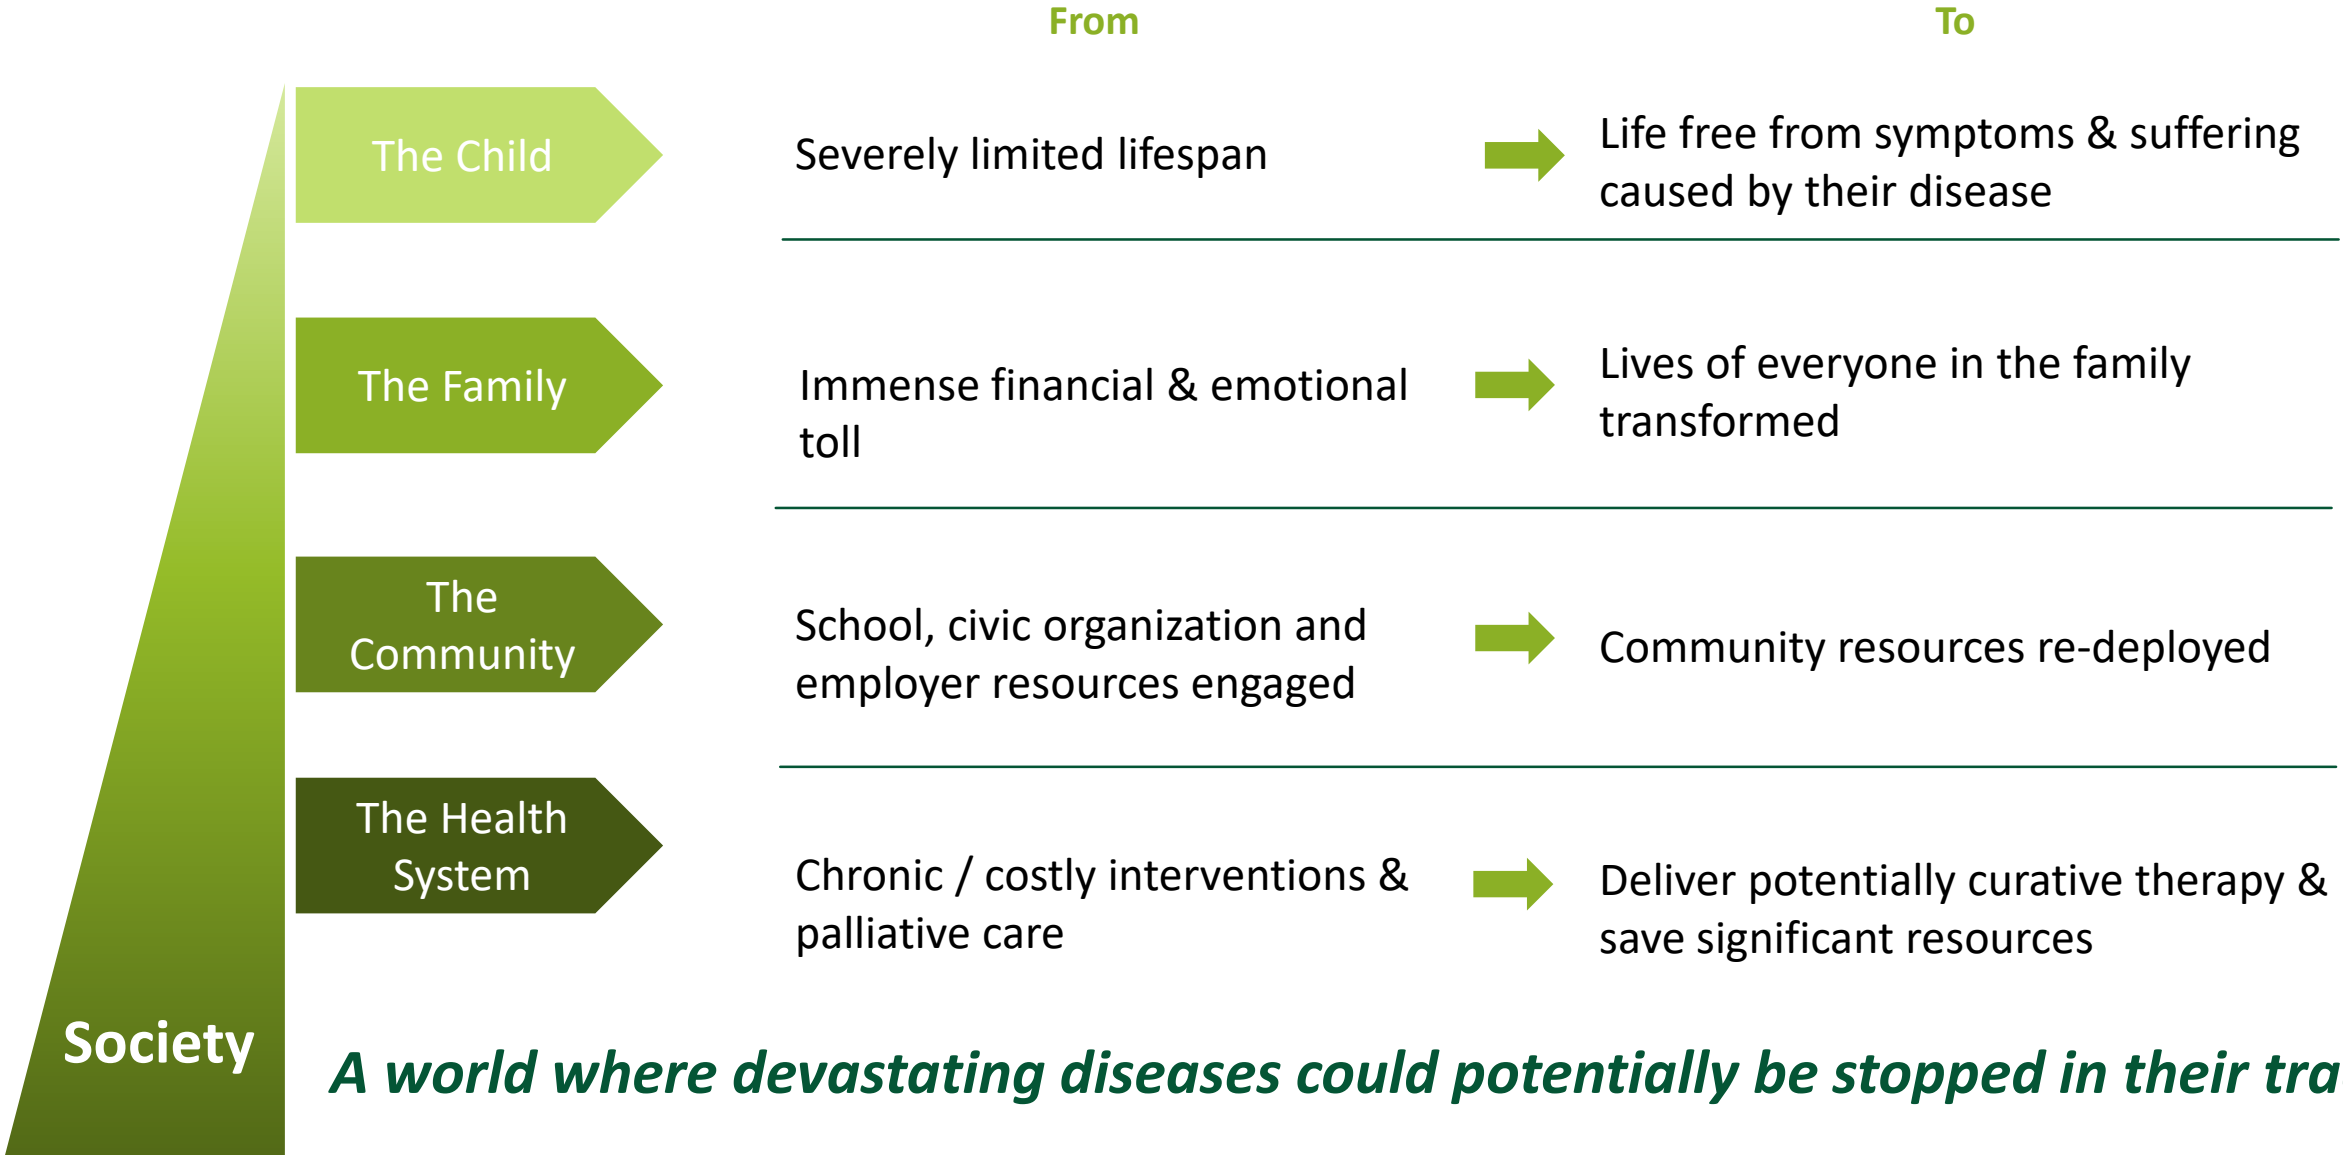 From
To
The Child
Severely limited lifespan
Life free from symptoms & suffering
caused by their disease
The Family
Immense financial & emotional
toll
Lives of everyone in the family
transformed
The
Community
School, civic organization and
employer resources engaged
Community resources re-deployed
The Health
System
Chronic / costly interventions &
palliative care
Deliver potentially curative therapy &
save significant resources
Society
A world where devastating diseases could potentially be stopped in their tra